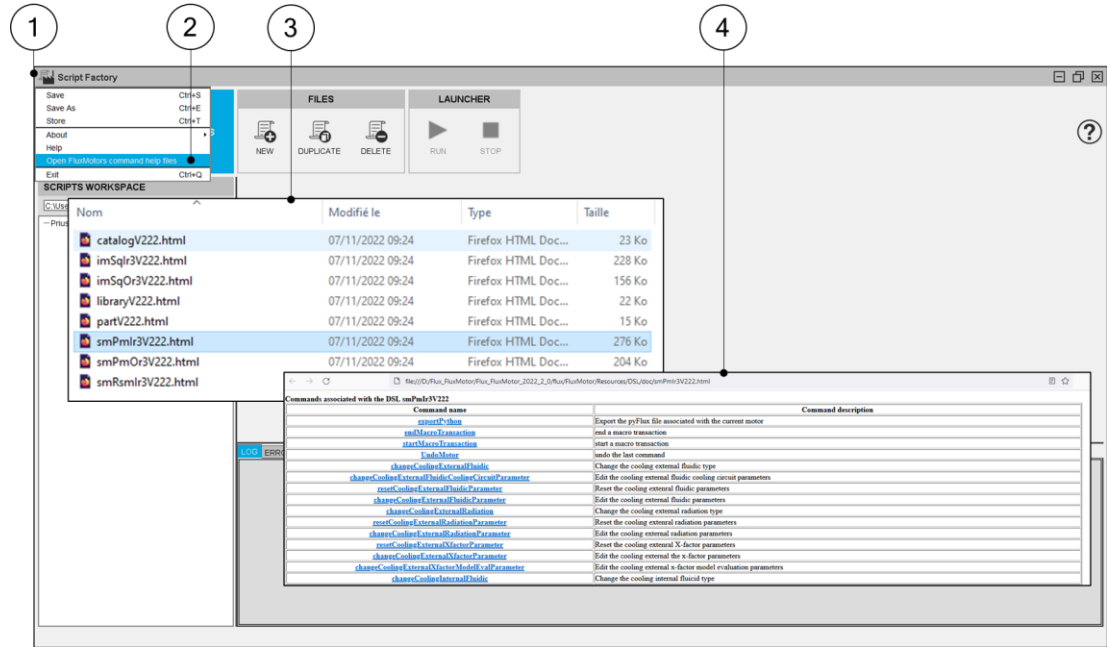 1 2 3 4
Script Factory
Save Ctrl+S
Save As Ctrl+E
Store Ctrl+T
About
Help
Open FluxMotors command help files
Exit Ctrl+Q
S
FILES
NEW DUPLICATE DELETE
LAUNCHER
RUN STOP
?
SCRIPTS WORKSPACE
C:\Use
Prius
Nom Modifié le Type Taille
catalogV222.html 07/11/2022 09:24 Firefox HTML Doc... 23 Ko
imSqIr3V222.html 07/11/2022 09:24 Firefox HTML Doc... 228 Ko
imSqOr3V222.html 07/11/2022 09:24 Firefox HTML Doc... 156 Ko
libraryV222.html 07/11/2022 09:24 Firefox HTML Doc... 22 Ko
partV222.html 07/11/2022 09:24 Firefox HTML Doc... 15 Ko
smPmIr3V222.html 07/11/2022 09:24 Firefox HTML Doc... 276 Ko
smPmOr3V222.html 07/11/2022 09:24 Firefox HTML Doc... 204 Ko
smRsmIr3V222.html
LOG ERRO
file:///D:/Flux_FluxMotor/Flux_FluxMotor_2022_2_0/flux/FluxMotor/Resources/DSL/doc/smPmIr3V222.html
Commands associated with the DSL smPmIr3V222
Command name Command description
exportPython Export the pyFlux file associated with the current motor
endMacroTransaction end a macro transaction
startMacroTransaction start a macro transaction
UndoMotor undo the last command
changeCoolingExternalFluidic Change the cooling external fluidic type
changeCoolingExternalFluidicCoolingCircuitParameter Edit the cooling external fluidic cooling circuit parameters
resetCoolingExternalFluidicParameter Reset the cooling external fluidic parameters
changeCoolingExternalFluidicParameter Edit the cooling external fluidic parameters
changeCoolingExternalRadiation Change the cooling external radiation type
resetCoolingExternalRadiationParameter Reset the cooling extenral radiation parameters
changeCoolingExternalRadiationParameter Edit the cooling external radiation parameters
resetCoolingExternalXfactorParameter Reset the cooling extenral X-factor parameters
changeCoolingExternalXfactorParameter Edit the cooling external the x-factor parameters
changeCoolingExternalXfactorModelEvalParameter Edit the cooling external x-factor model evaluation parameters
changeCoolingInternalFluidic Change the cooling internal fluicid type